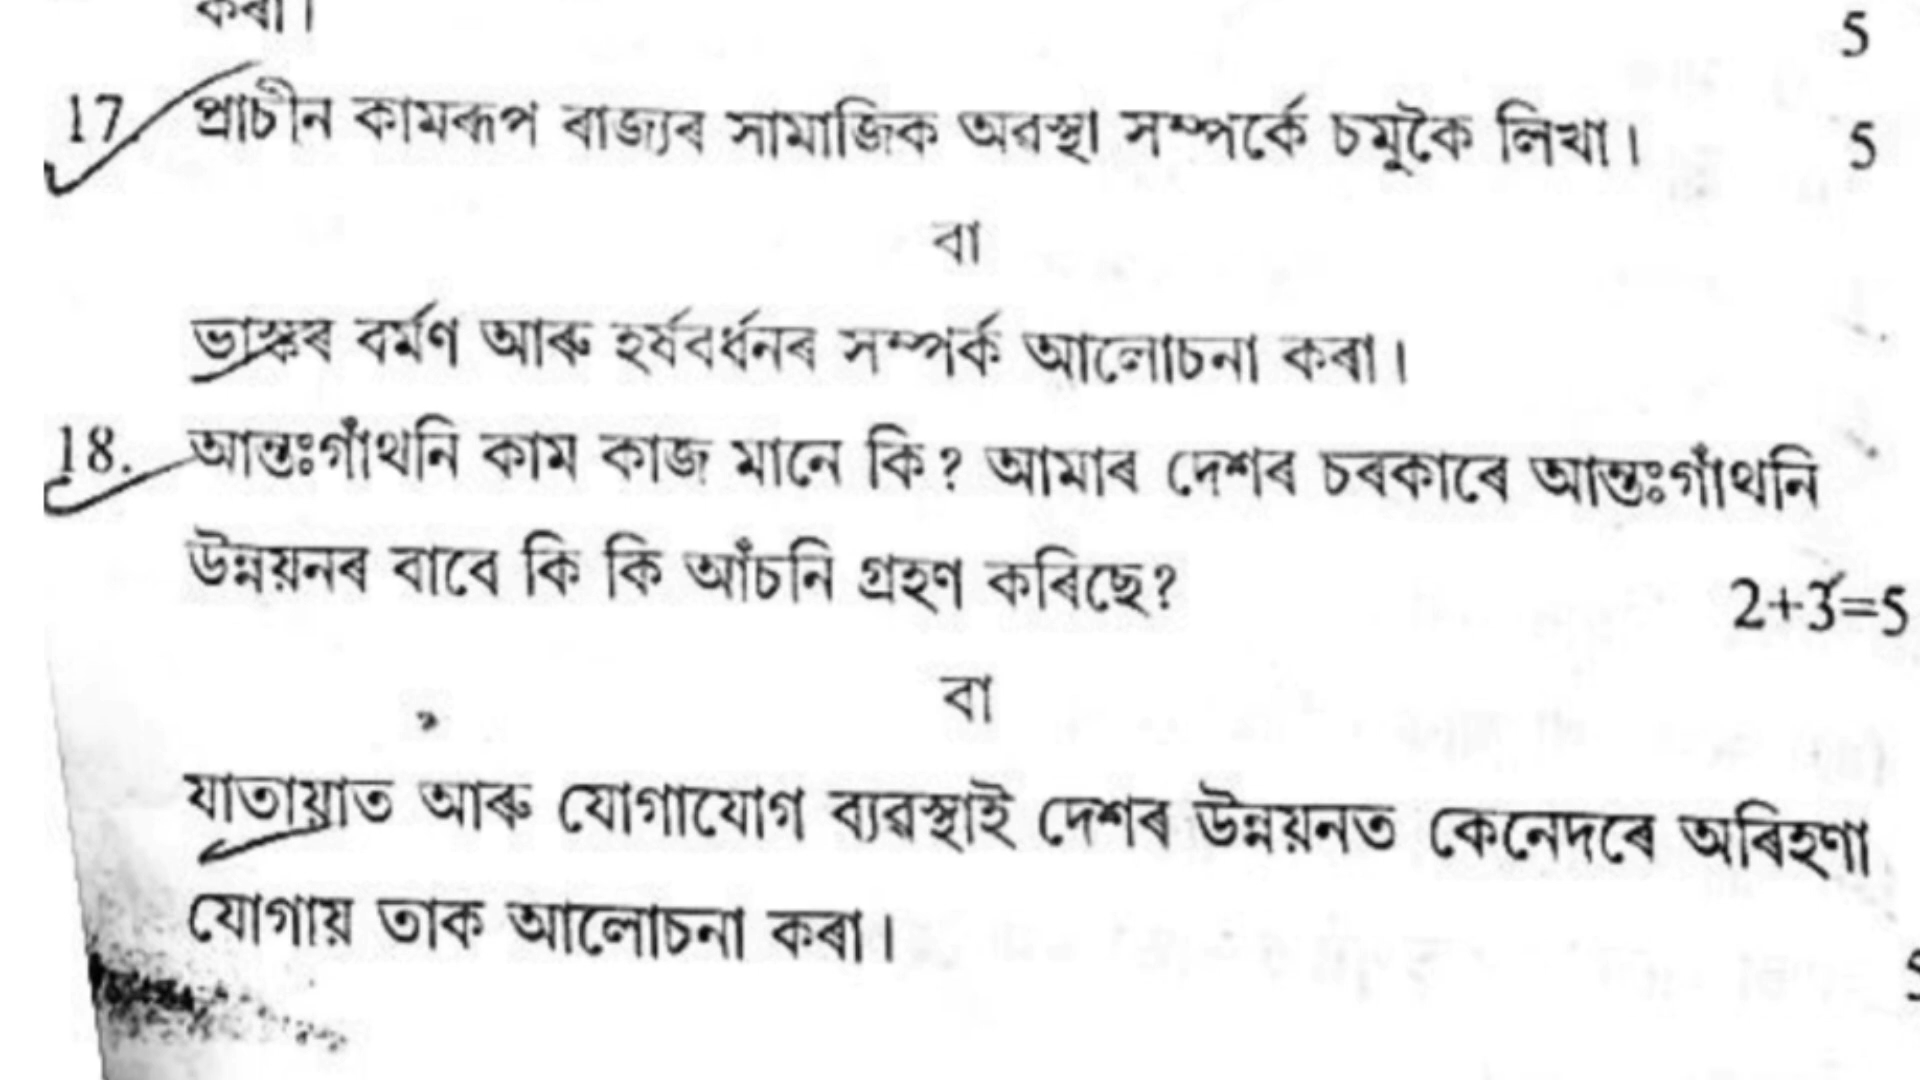 কৰা।
5
17. প্ৰাচীন কামৰূপ ৰাজ্যৰ সামাজিক অৱস্থা সম্পৰ্কে চমুকৈ লিখা। 5
বা
ভাস্কৰ বৰ্মণ আৰু হৰ্ষবৰ্ধনৰ সম্পৰ্ক আলোচনা কৰা।
18. আন্তঃগাঁথনি কাম কাজ মানে কি? আমাৰ দেশৰ চৰকাৰে আন্তঃগাঁথনি
উন্নয়নৰ বাবে কি কি আঁচনি গ্ৰহণ কৰিছে? 2+3=5
বা
যাতায়াত আৰু যোগাযোগ ব্যৱস্থাই দেশৰ উন্নয়নত কেনেদৰে অৰিহণা
যোগায় তাক আলোচনা কৰা।
5